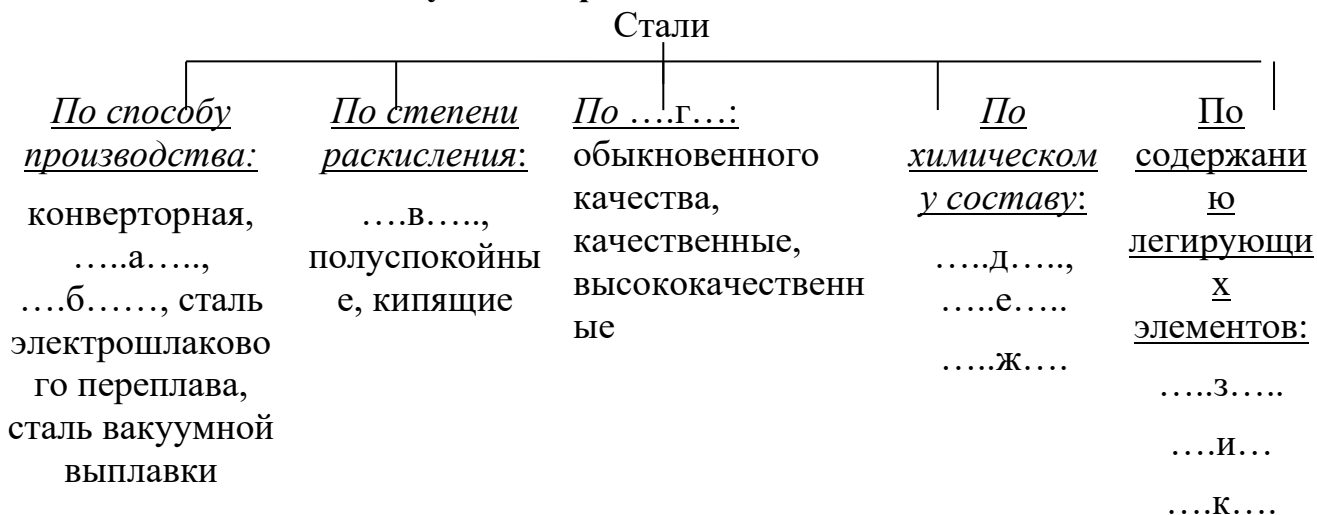 Стали
По способу
производства:
конверторная,
…..а…..,
….б……, сталь
электрошлаково
го переплава,
сталь вакуумной
выплавки
По степени
раскисления:
….в…..,
полуспокойны
е, кипящие
По ….г…:
обыкновенного
качества,
качественные,
высококачественн
ые
По
химическом
у составу:
…..д…..,
…..е…..
…..ж….
По
содержани
ю
легирующи
х
элементов:
…..з…..
….и…
….к….